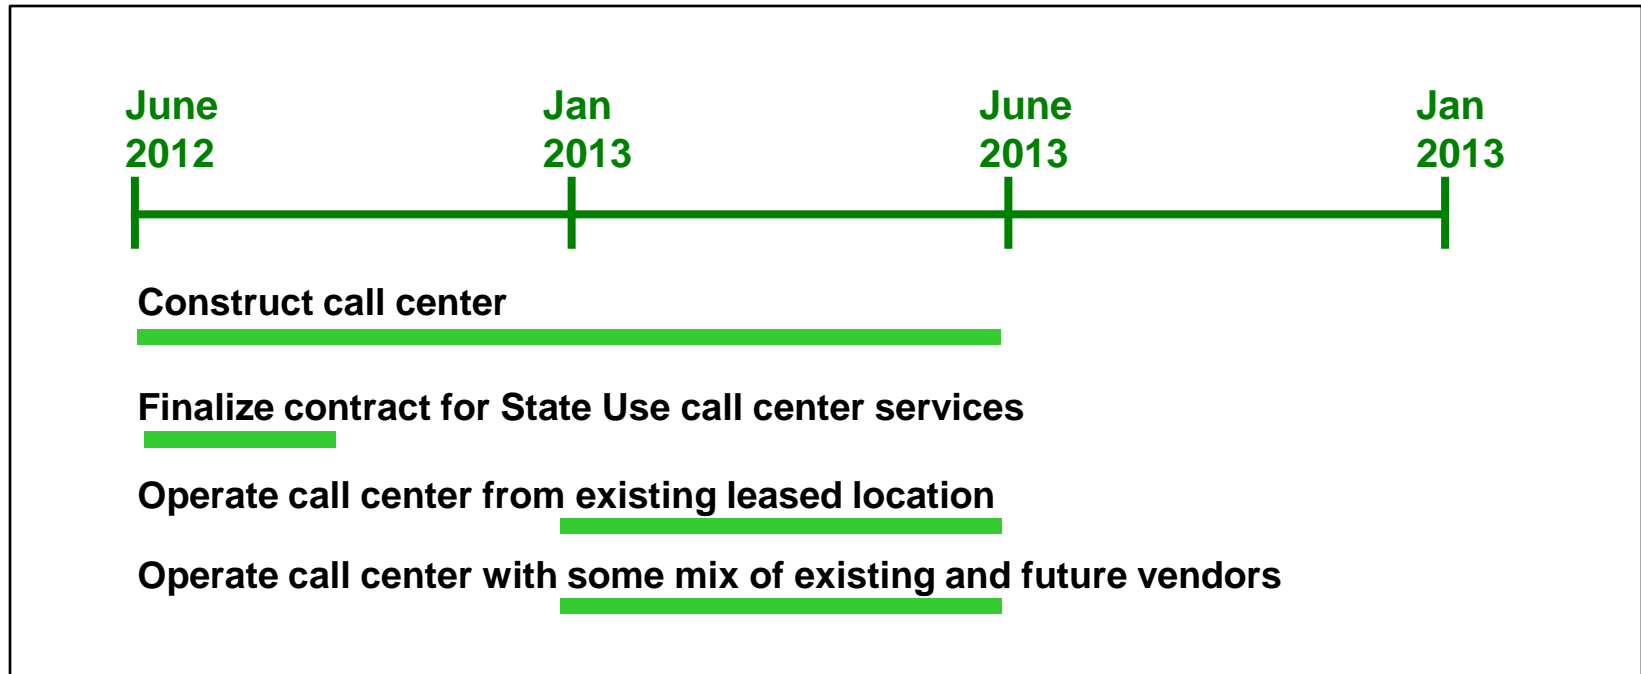 June
2012
Jan
2013
June
2013
Jan
2013
Construct call center
Finalize contract for State Use call center services
Operate call center from existing leased location
Operate call center with some mix of existing and future vendors